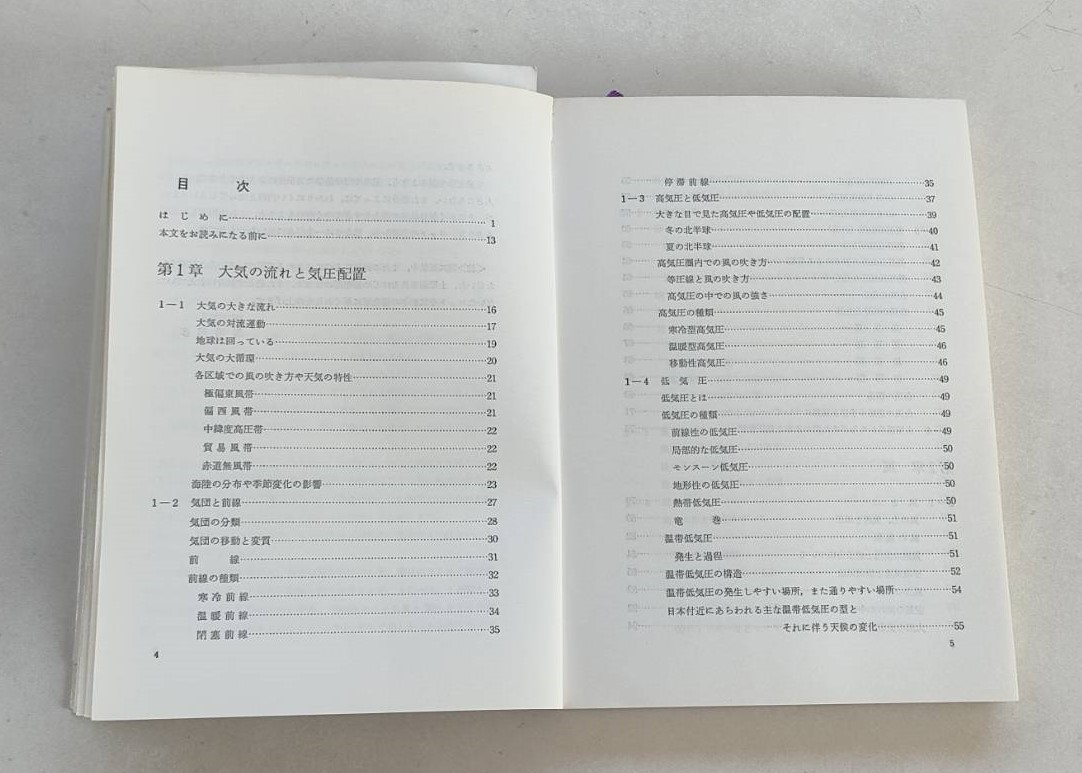 目　次
はじめに……1
本文をお読みになる前に……13
第1章　大気の流れと気圧配置
1―1　大気の大きな流れ……16
大気の対流運動……17
地球は回っている……19
大気の大循環……20
各区域での風の吹き方や天気の特性……21
極偏東風帯……21
偏西風帯……21
中緯度高圧帯……22
貿易風帯……22
赤道無風帯……22
海陸の分布や季節変化の影響……23
1―2　気団と前線……27
気団の分類……28
気団の移動と変質……30
前　線……31
前線の種類……32
寒冷前線……33
温暖前線……34
閉塞前線……35
4
停滞前線……35
1―3　高気圧と低気圧……37
大きな目で見た高気圧や低気圧の配置……39
冬の北半球……40
夏の北半球……41
高気圧圏内での風の吹き方……42
等圧線と風の吹き方……43
高気圧の中での風の強さ……44
高気圧の種類……45
寒冷型高気圧……45
温暖型高気圧……46
移動性高気圧……46
1―4　低気圧……49
低気圧とは……49
低気圧の種類……49
前線性の低気圧……49
局部的な低気圧……50
モンスーン低気圧……50
地形性の低気圧……50
熱帯低気圧……50
竜　巻……51
温帯低気圧……51
発生と過程……51
温帯低気圧の構造……52
温帯低気圧の発生しやすい場所，また通りやすい場所……54
日本付近にあらわれる主な温帯低気圧の型と
それに伴う天候の変化……55
5